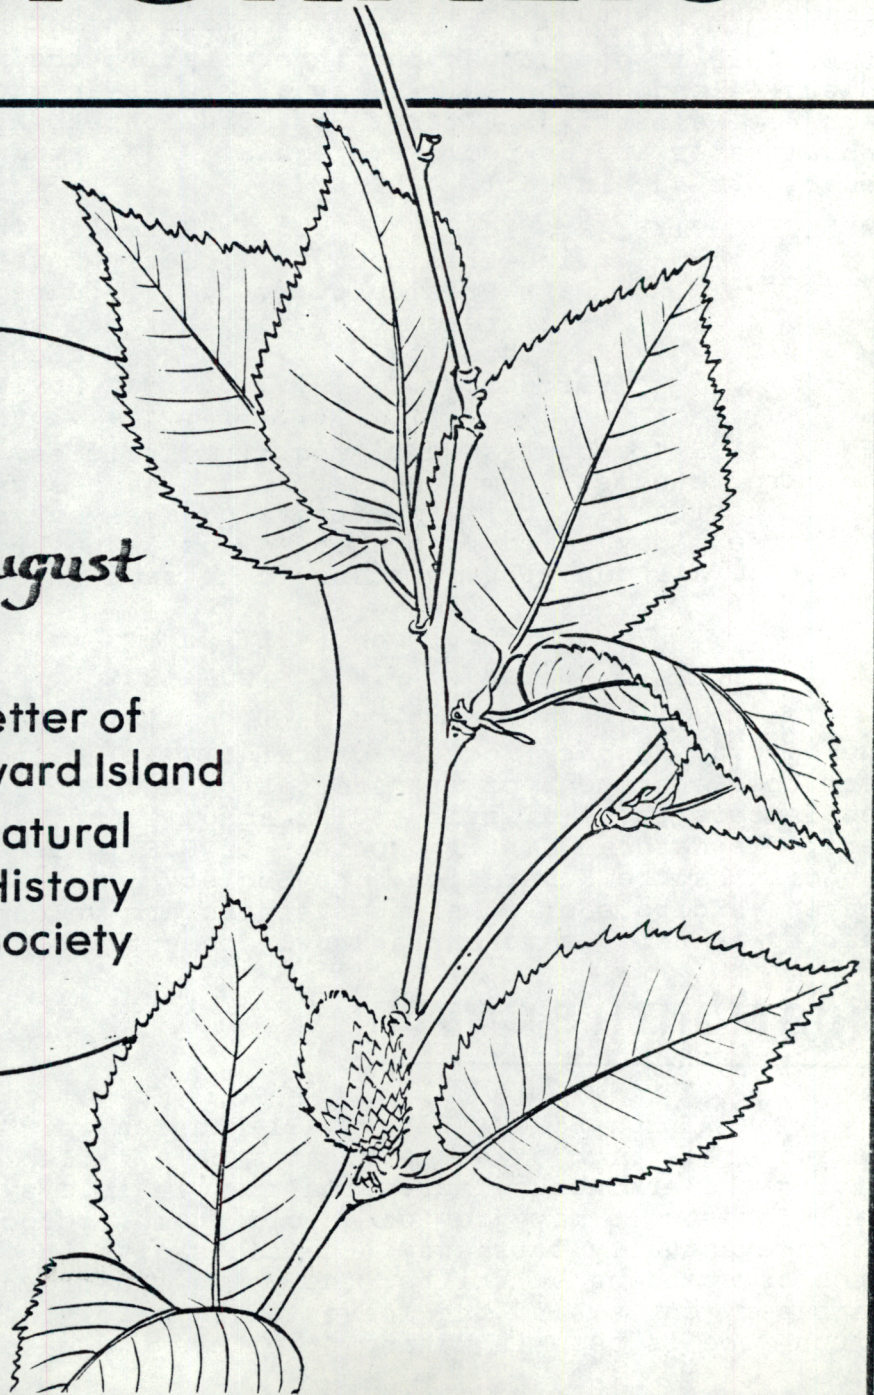 ugust
etter of
ward Island
atural
History
ociety